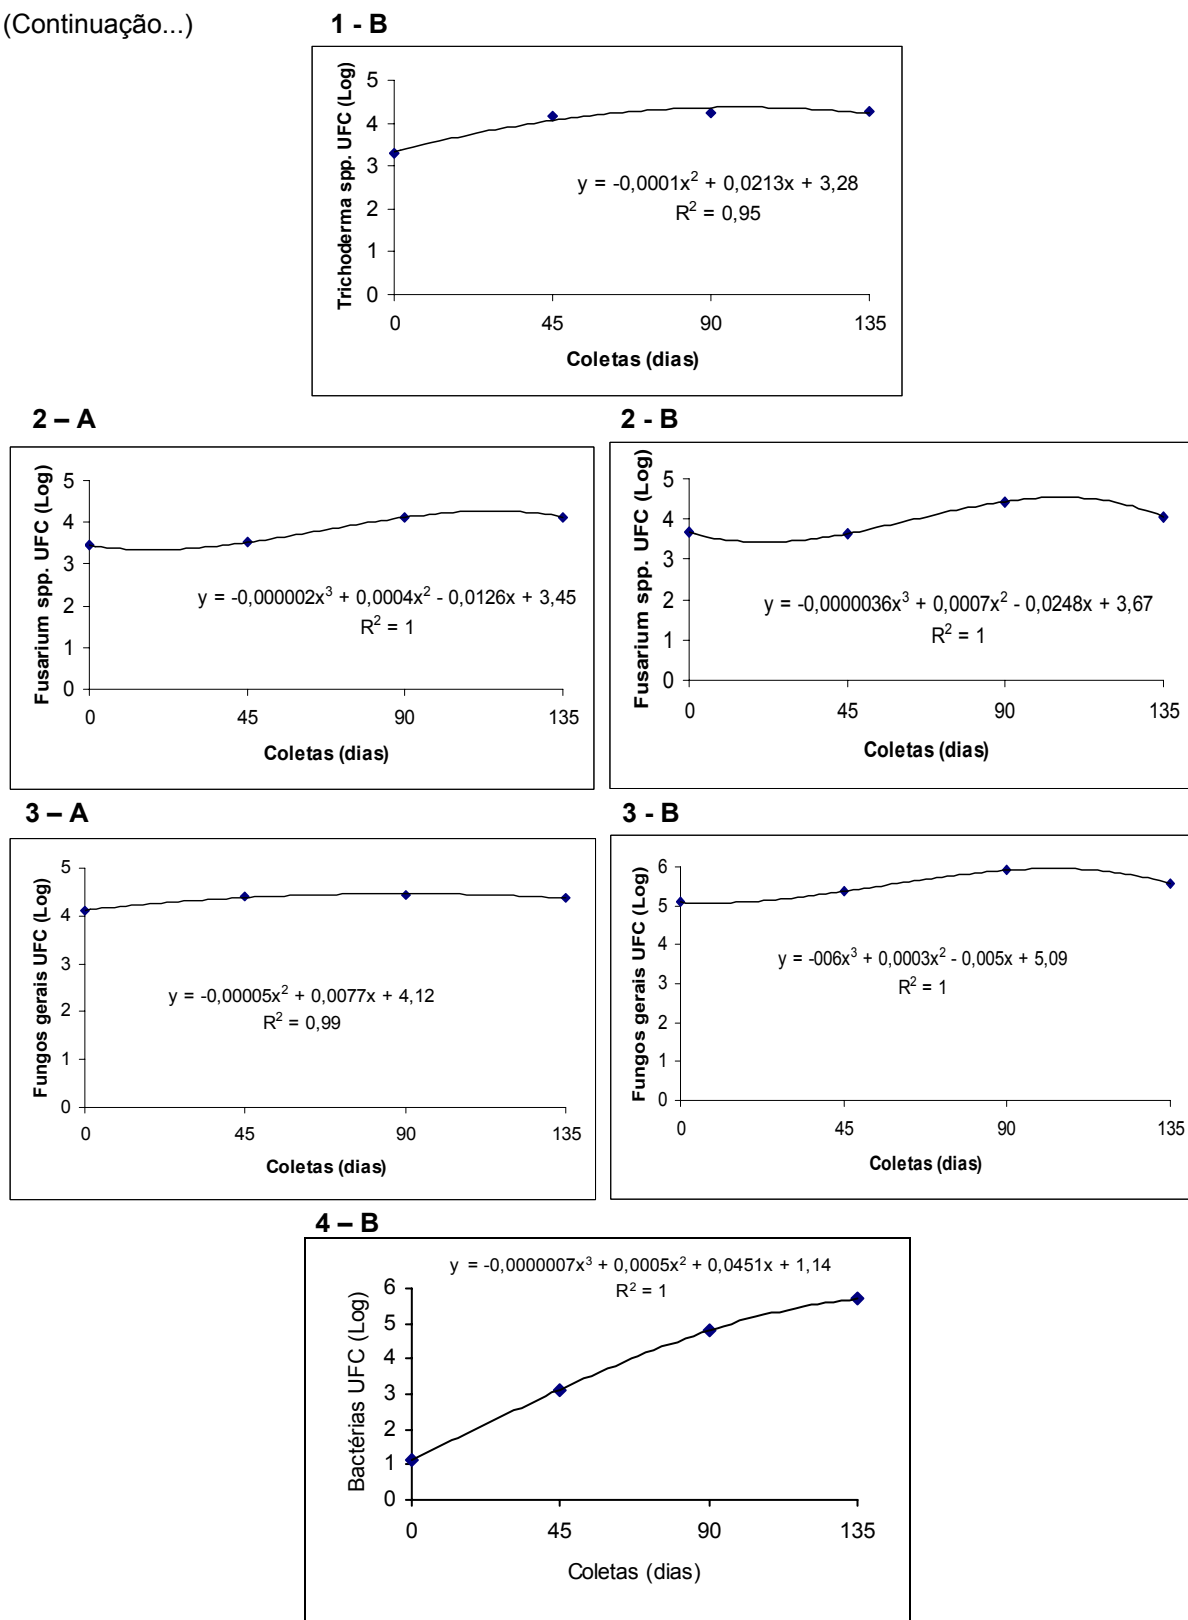 (Continuação...)
1 - B
Trichoderma spp. UFC (Log)
5
4
3
2
1
0
y = -0,0001x² + 0,0213x + 3,28
R² = 0,95
0 45 90 135
Coletas (dias)
2 – A
Fusarium spp. UFC (Log)
5
4
3
2
1
0
y = -0,000002x³ + 0,0004x² - 0,0126x + 3,45
R² = 1
0 45 90 135
Coletas (dias)
2 - B
Fusarium spp. UFC (Log)
5
4
3
2
1
0
y = -0,0000036x³ + 0,0007x² - 0,0248x + 3,67
R² = 1
0 45 90 135
Coletas (dias)
3 – A
Fungos gerais UFC (Log)
5
4
3
2
1
0
y = -0,00005x² + 0,0077x + 4,12
R² = 0,99
0 45 90 135
Coletas (dias)
3 - B
Fungos gerais UFC (Log)
6
5
4
3
2
1
0
y = -006x³ + 0,0003x² - 0,005x + 5,09
R² = 1
0 45 90 135
Coletas (dias)
4 – B
y = -0,0000007x³ + 0,0005x² + 0,0451x + 1,14
R² = 1
Bactérias UFC (Log)
6
5
4
3
2
1
0
0 45 90 135
Coletas (dias)